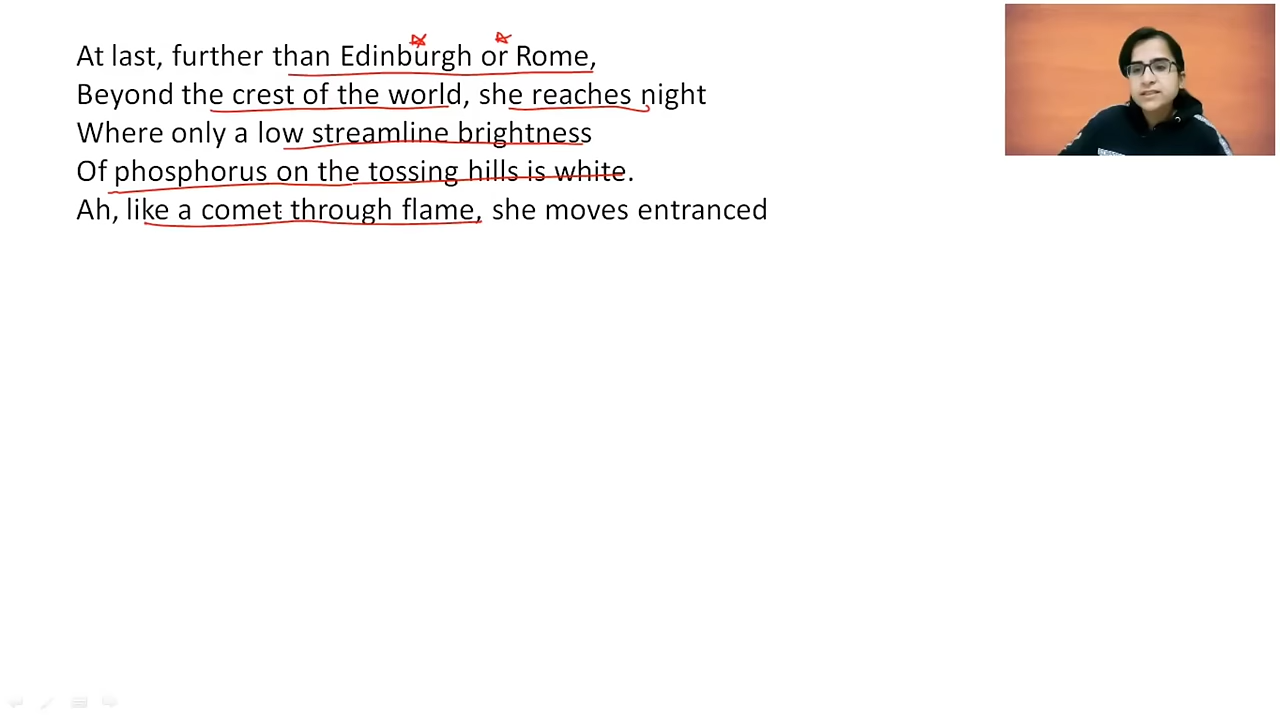 At last, further than Edinburgh or Rome,
Beyond the crest of the world, she reaches night
Where only a low streamline brightness
Of phosphorus on the tossing hills is white.
Ah, like a comet through flame, she moves entranced